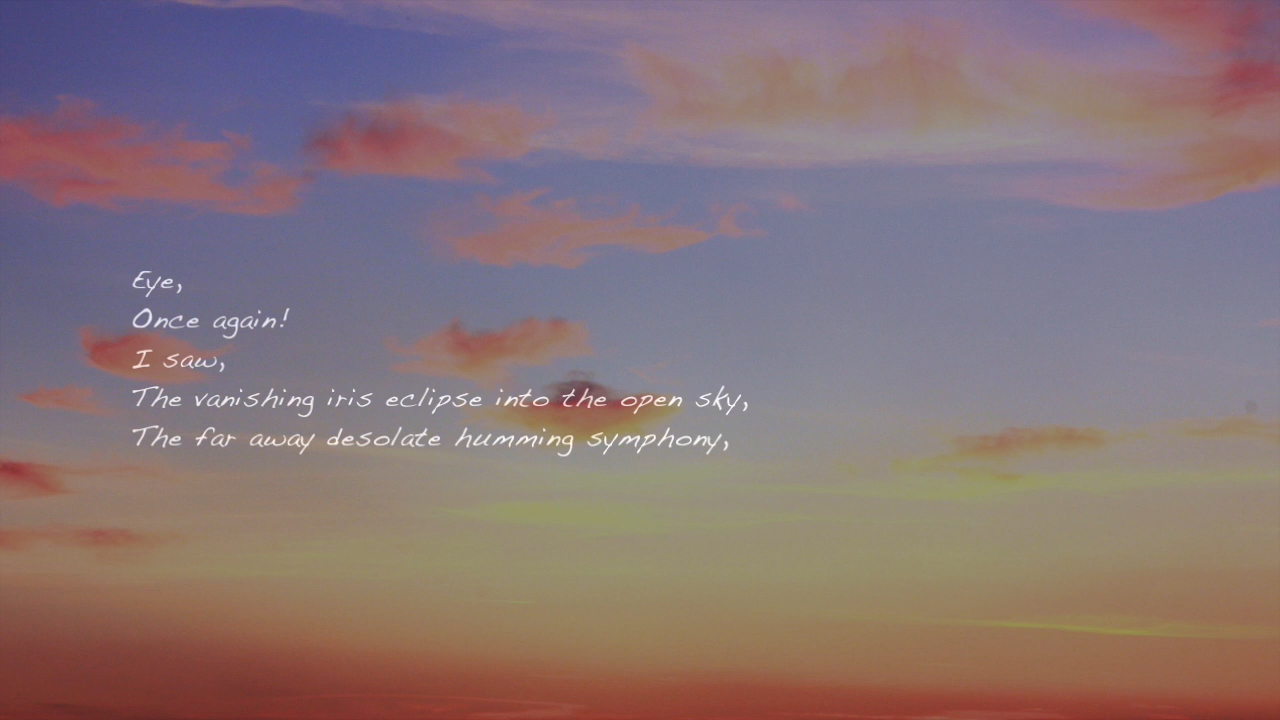 Eye,
Once again!
I saw,
The vanishing iris eclipse into the open sky,
The far away desolate humming symphony,